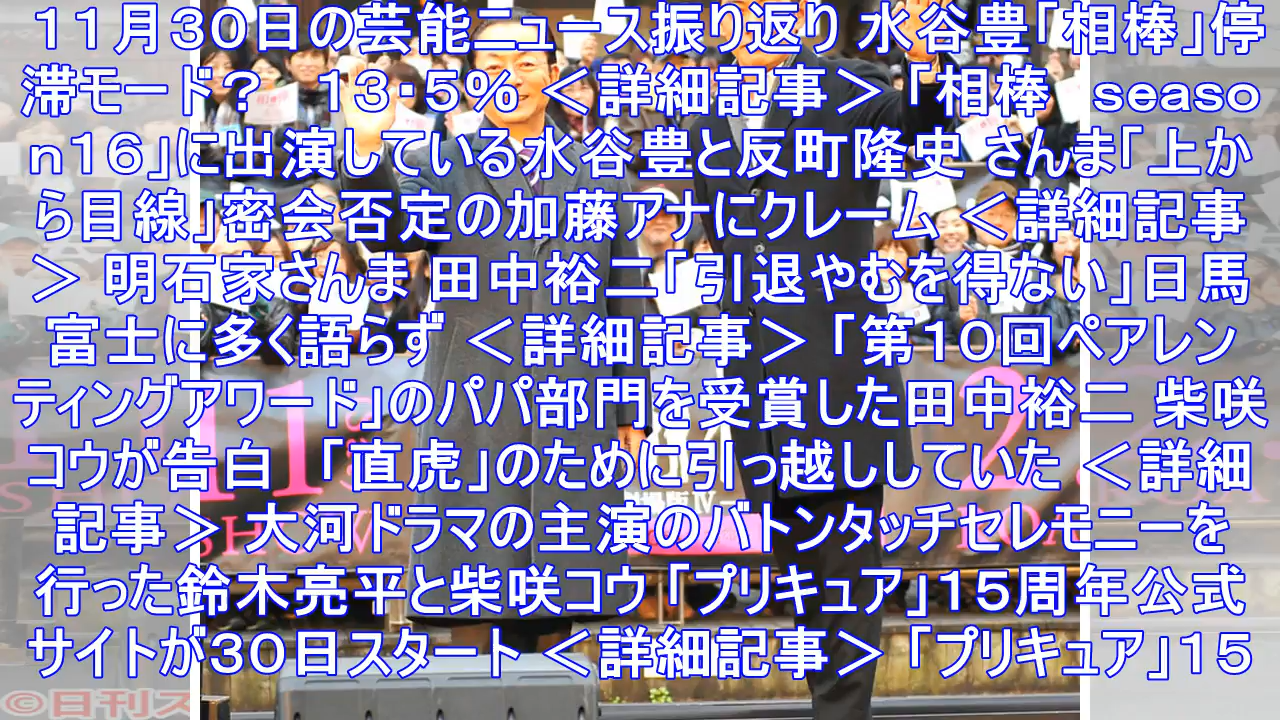 １１月３０日の芸能ニュース振り返り 水谷豊「相棒」停
滞モード？　１３・５％ ＜詳細記事＞ 「相棒　ｓｅａｓｏ
ｎ１６」に出演している水谷豊と反町隆史 さんま「上か
ら目線」密会否定の加藤アナにクレーム ＜詳細記事
＞ 明石家さんま 田中裕二「引退やむを得ない」日馬
富士に多く語らず ＜詳細記事＞ 「第１０回ペアレン
ティングアワード」のパパ部門を受賞した田中裕二 柴咲
コウが告白　「直虎」のために引っ越ししていた ＜詳細
記事＞ 大河ドラマの主演のバトンタッチセレモニーを
行った鈴木亮平と柴咲コウ 「プリキュア」１５周年公式
サイトが３０日スタート ＜詳細記事＞ 「プリキュア」１５
©日刊ス